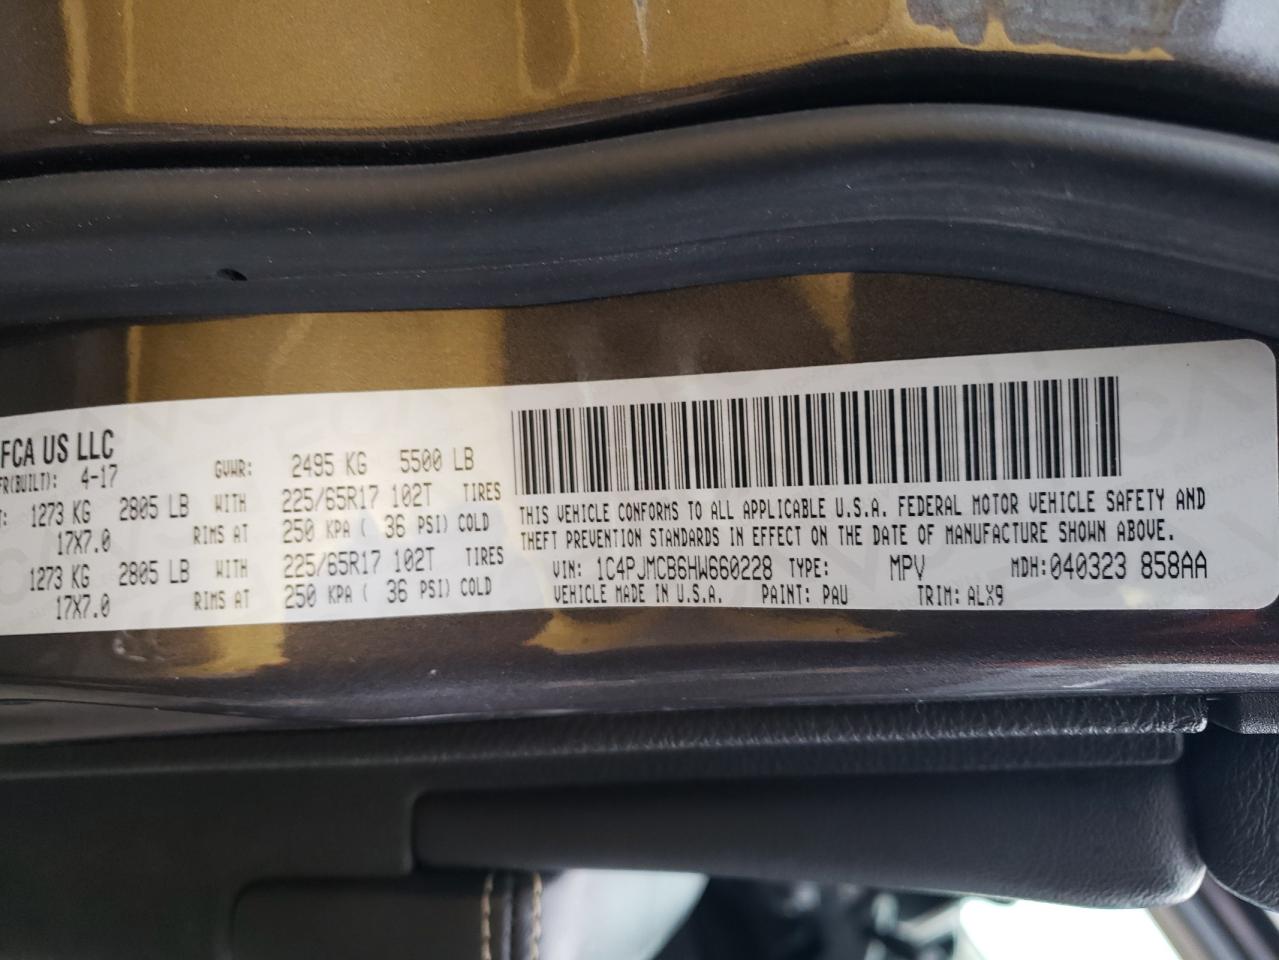 FCA US LLC
FR(BUILT): 4-17 GVWR: 2495 KG 5500 LB
T: 1273 KG 2805 LB WITH 225/65R17 102T TIRES
17X7.0 RIMS AT 250 KPA ( 36 PSI) COLD
1273 KG 2805 LB WITH 225/65R17 102T TIRES
17X7.0 RIMS AT 250 KPA ( 36 PSI) COLD
THIS VEHICLE CONFORMS TO ALL APPLICABLE U.S.A. FEDERAL MOTOR VEHICLE SAFETY AND
THEFT PREVENTION STANDARDS IN EFFECT ON THE DATE OF MANUFACTURE SHOWN ABOVE.
VIN: 1C4PJMCB6HW660228 TYPE: MPV MDH:040323 858AA
VEHICLE MADE IN U.S.A. PAINT: PAU TRIM: ALX9